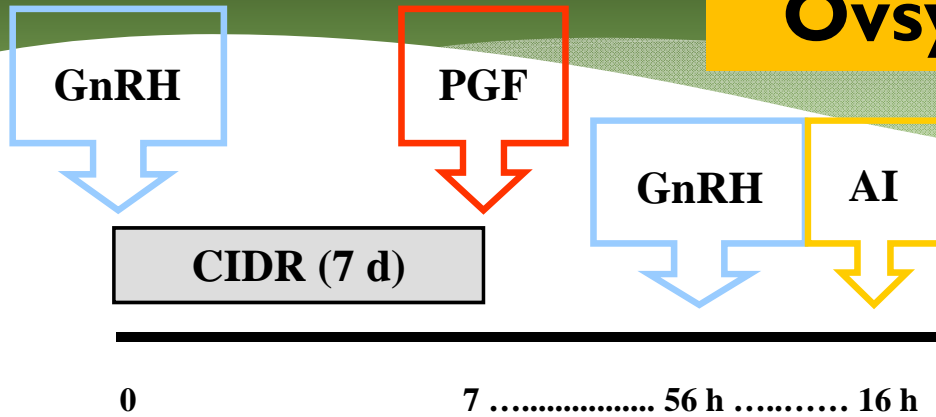 Ovsy
GnRH
PGF
GnRH
AI
CIDR (7 d)
0 7 …................ 56 h …..…… 16 h